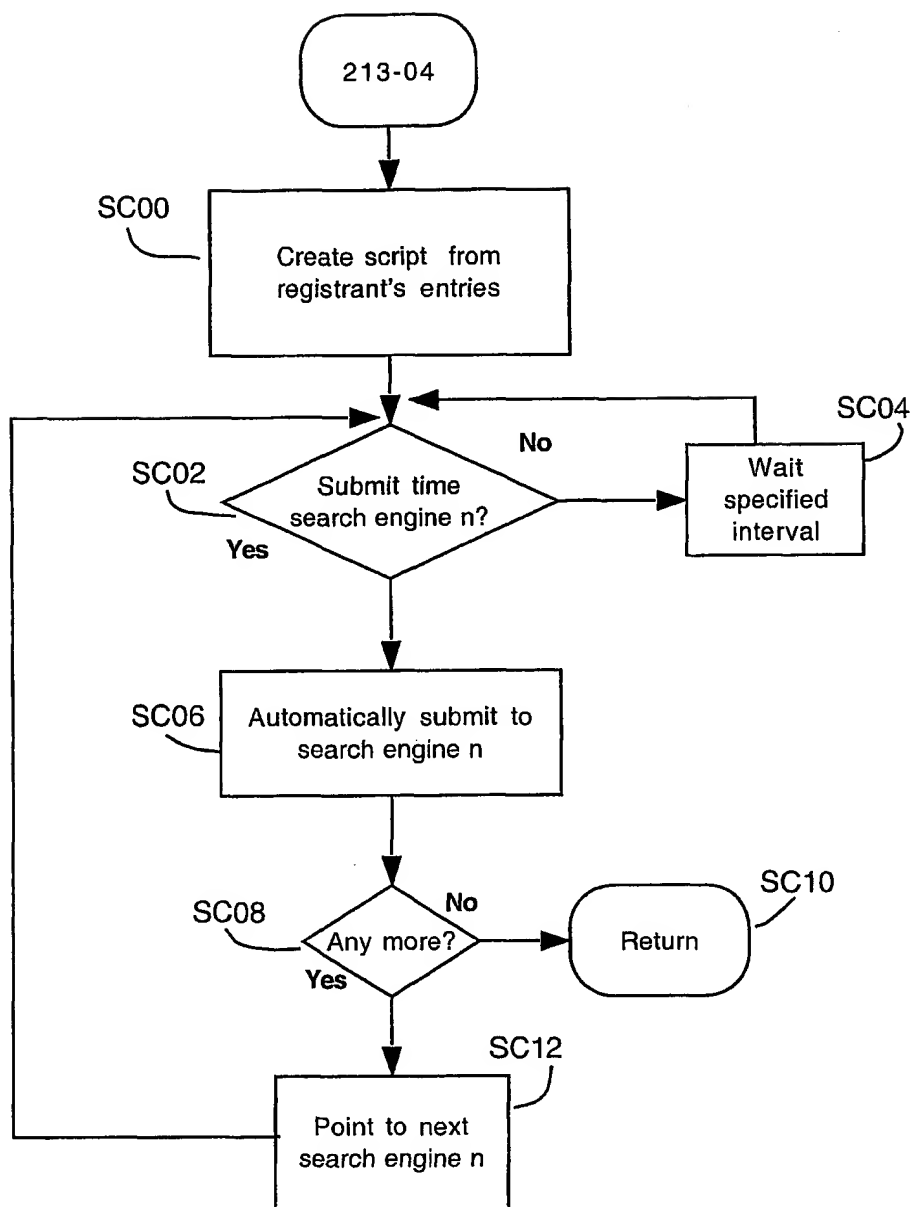 213-04
SC00
Create script from
registrant's entries
SC04
No
SC02
Submit time
search engine n?
Wait
specified
interval
Yes
SC06
Automatically submit to
search engine n
SC10
No
SC08
Any more?
Return
Yes
SC12
Point to next
search engine n